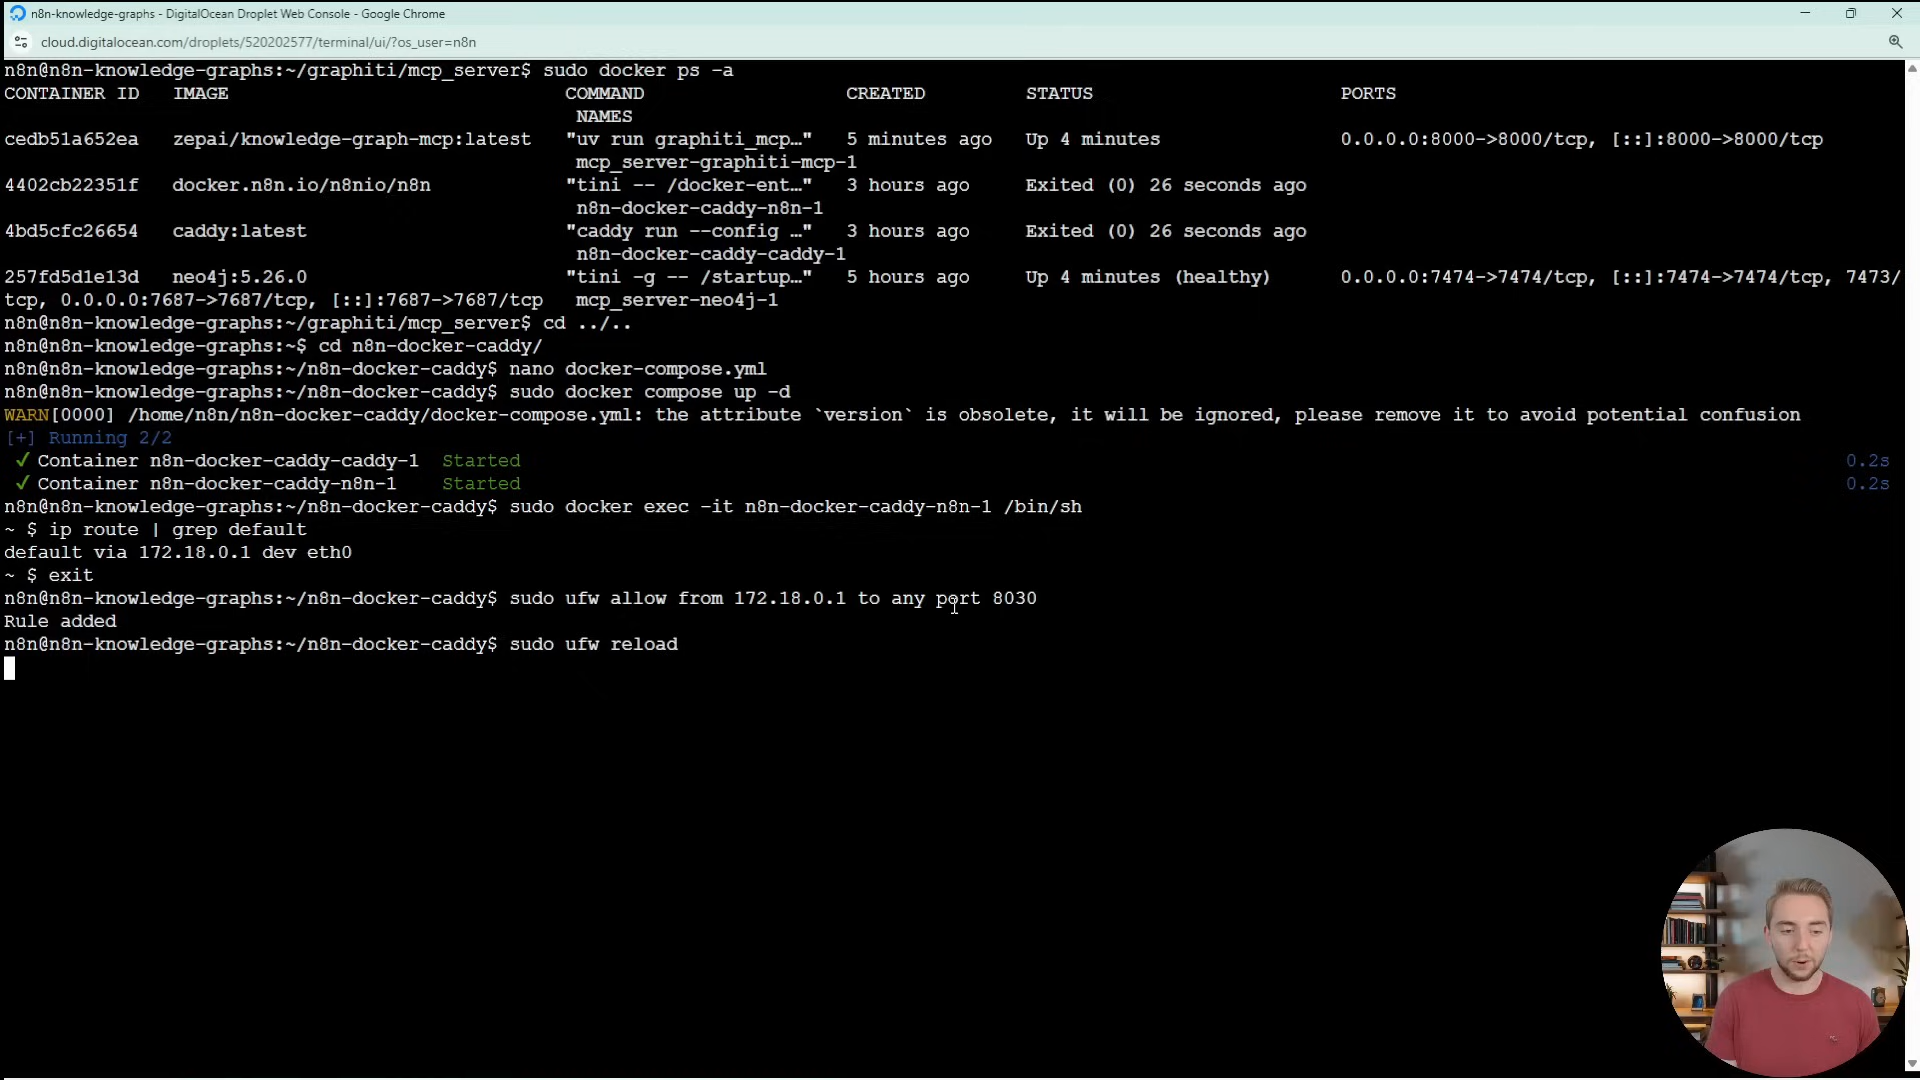 n8n-knowledge-graphs - DigitalOcean Droplet Web Console - Google Chrome
cloud.digitalocean.com/droplets/520202577/terminal/ui/?os_user=n8n
n8n@n8n-knowledge-graphs:~/graphiti/mcp_server$ sudo docker ps -a
CONTAINER ID   IMAGE                              COMMAND                  CREATED         STATUS                      PORTS
NAMES
cedb51a652ea   zepai/knowledge-graph-mcp:latest   "uv run graphiti_mcp…"   5 minutes ago   Up 4 minutes                0.0.0.0:8000->8000/tcp, [::]:8000->8000/tcp
mcp_server-graphiti-mcp-1
4402cb22351f   docker.n8n.io/n8nio/n8n            "tini -- /docker-ent…"   3 hours ago     Exited (0) 26 seconds ago
n8n-docker-caddy-n8n-1
4bd5cfc26654   caddy:latest                       "caddy run --config …"   3 hours ago     Exited (0) 26 seconds ago
n8n-docker-caddy-caddy-1
257fd5d1e13d   neo4j:5.26.0                       "tini -g -- /startup…"   5 hours ago     Up 4 minutes (healthy)      0.0.0.0:7474->7474/tcp, [::]:7474->7474/tcp, 7473/
tcp, 0.0.0.0:7687->7687/tcp, [::]:7687->7687/tcp   mcp_server-neo4j-1
n8n@n8n-knowledge-graphs:~/graphiti/mcp_server$ cd ../..
n8n@n8n-knowledge-graphs:~$ cd n8n-docker-caddy/
n8n@n8n-knowledge-graphs:~/n8n-docker-caddy$ nano docker-compose.yml
n8n@n8n-knowledge-graphs:~/n8n-docker-caddy$ sudo docker compose up -d
WARN[0000] /home/n8n/n8n-docker-caddy/docker-compose.yml: the attribute `version` is obsolete, it will be ignored, please remove it to avoid potential confusion
[+] Running 2/2
✓ Container n8n-docker-caddy-caddy-1  Started 0.2s
✓ Container n8n-docker-caddy-n8n-1    Started 0.2s
n8n@n8n-knowledge-graphs:~/n8n-docker-caddy$ sudo docker exec -it n8n-docker-caddy-n8n-1 /bin/sh
~ $ ip route | grep default
default via 172.18.0.1 dev eth0
~ $ exit
n8n@n8n-knowledge-graphs:~/n8n-docker-caddy$ sudo ufw allow from 172.18.0.1 to any port 8030
Rule added
n8n@n8n-knowledge-graphs:~/n8n-docker-caddy$ sudo ufw reload